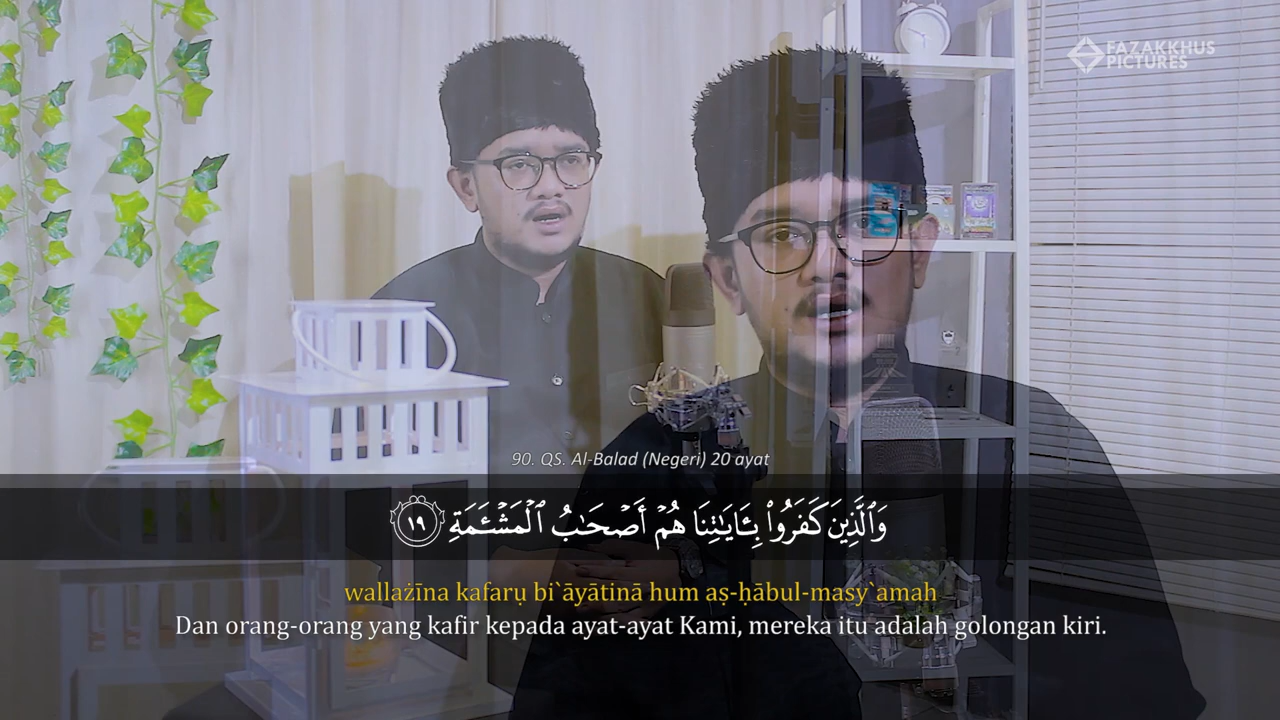 FAZAKKHUS
PICTURES
90. QS. Al-Balad (Negeri) 20 ayat
وَٱلَّذِينَ كَفَرُوا۟ بِـَٔايَـٰتِنَا هُمْ أَصْحَـٰبُ ٱلْمَشْـَٔمَةِ ١٩
wallażīna kafarụ bi`āyātinā hum aṣ-ḥābul-masy`amah
Dan orang-orang yang kafir kepada ayat-ayat Kami, mereka itu adalah golongan kiri.